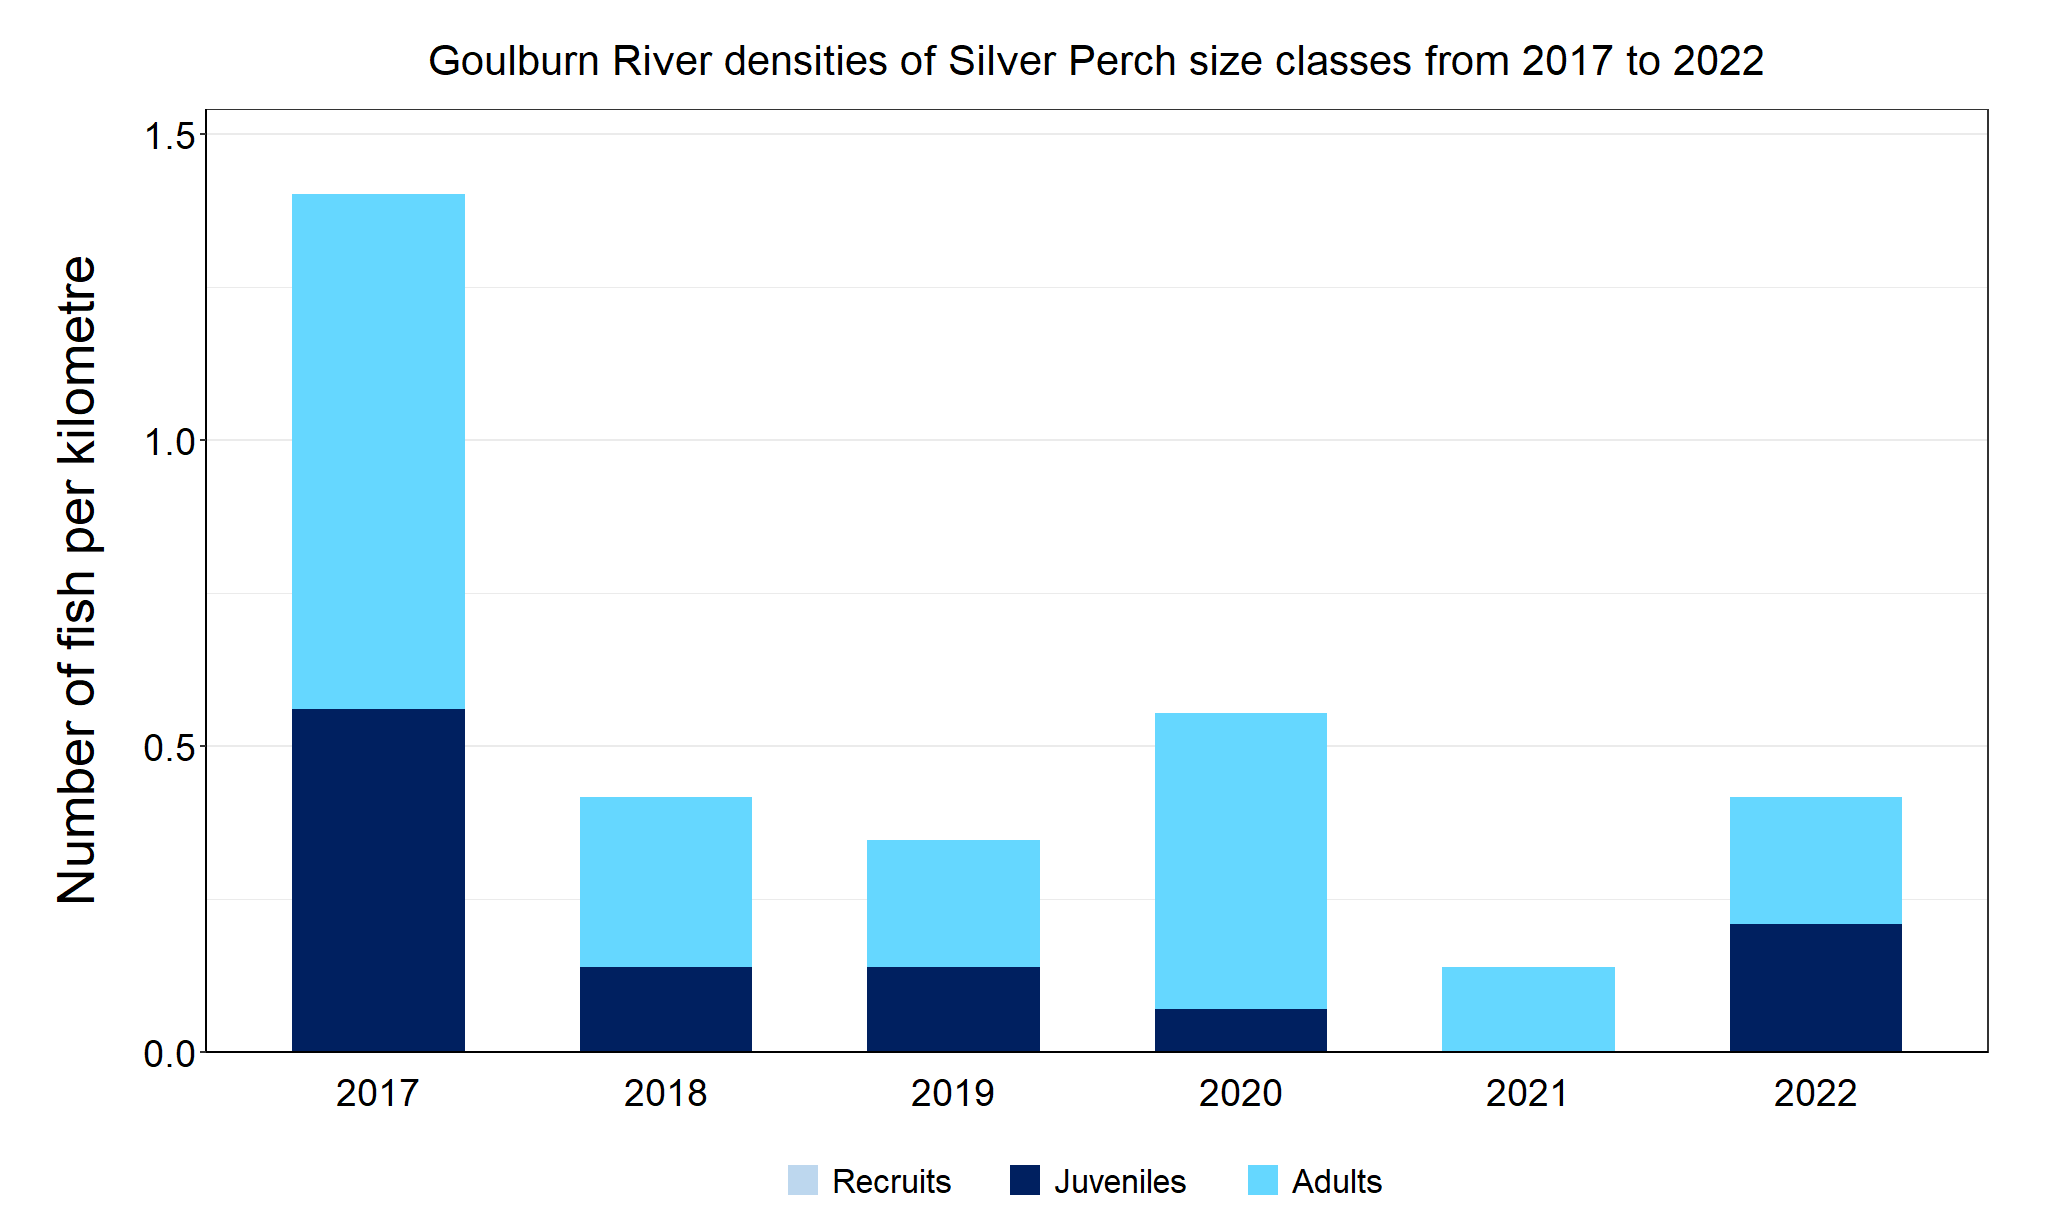 Goulburn River densities of Silver Perch size classes from 2017 to 2022
Number of fish per kilometre
1.5
1.0
0.5
0.0
2017 2018 2019 2020 2021 2022
Recruits Juveniles Adults